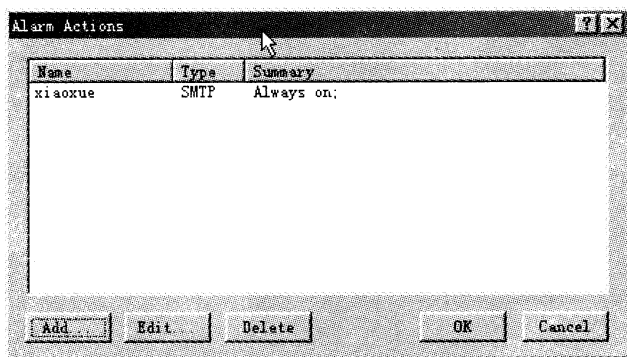 Alarm Actions
Name Type Summary
xiaoxue SMTP Always on;
Add... Edit... Delete OK Cancel